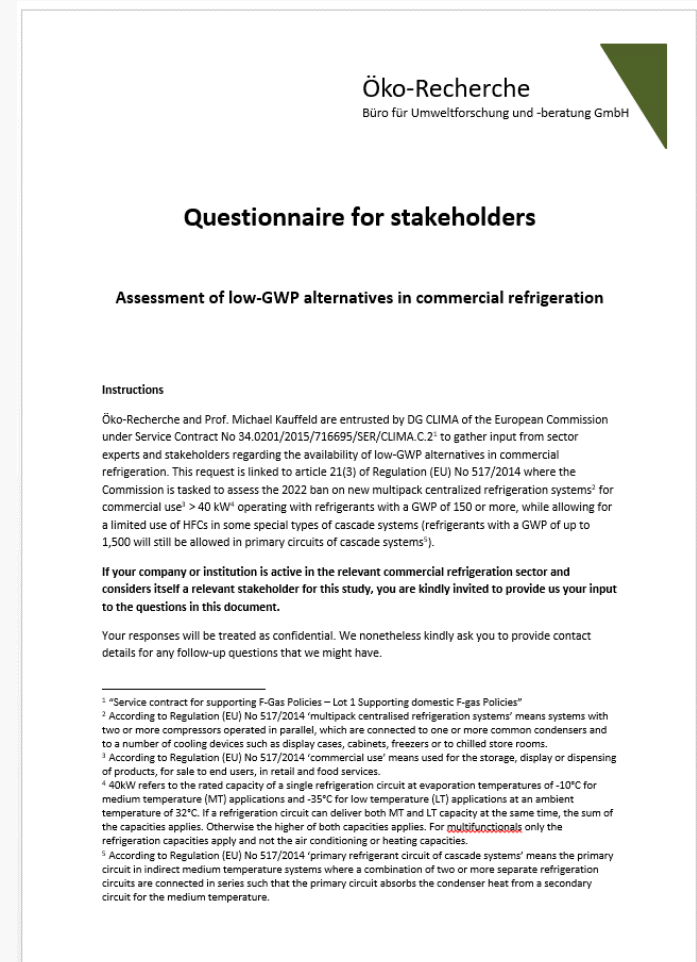 Öko-Recherche
Büro für Umweltforschung und -beratung GmbH
Questionnaire for stakeholders
Assessment of low-GWP alternatives in commercial refrigeration
Instructions
Öko-Recherche and Prof. Michael Kauffeld are entrusted by DG CLIMA of the European Commission
under Service Contract No 34.0201/2015/716695/SER/CLIMA.C.2¹ to gather input from sector
experts and stakeholders regarding the availability of low-GWP alternatives in commercial
refrigeration. This request is linked to article 21(3) of Regulation (EU) No 517/2014 where the
Commission is tasked to assess the 2022 ban on new multipack centralized refrigeration systems² for
commercial use³ > 40 kW⁴ operating with refrigerants with a GWP of 150 or more, while allowing for
a limited use of HFCs in some special types of cascade systems (refrigerants with a GWP of up to
1,500 will still be allowed in primary circuits of cascade systems⁵).
If your company or institution is active in the relevant commercial refrigeration sector and
considers itself a relevant stakeholder for this study, you are kindly invited to provide us your input
to the questions in this document.
Your responses will be treated as confidential. We nonetheless kindly ask you to provide contact
details for any follow-up questions that we might have.
¹ “Service contract for supporting F-Gas Policies – Lot 1 Supporting domestic F-gas Policies”
² According to Regulation (EU) No 517/2014 ‘multipack centralised refrigeration systems’ means systems with
two or more compressors operated in parallel, which are connected to one or more common condensers and
to a number of cooling devices such as display cases, cabinets, freezers or to chilled store rooms.
³ According to Regulation (EU) No 517/2014 ‘commercial use’ means used for the storage, display or dispensing
of products, for sale to end users, in retail and food services.
⁴ 40kW refers to the rated capacity of a single refrigeration circuit at evaporation temperatures of -10°C for
medium temperature (MT) applications and -35°C for low temperature (LT) applications at an ambient
temperature of 32°C. If a refrigeration circuit can deliver both MT and LT capacity at the same time, the sum of
the capacities applies. Otherwise the higher of both capacities applies. For multifunctionals only the
refrigeration capacities apply and not the air conditioning or heating capacities.
⁵ According to Regulation (EU) No 517/2014 ‘primary refrigerant circuit of cascade systems’ means the primary
circuit in indirect medium temperature systems where a combination of two or more separate refrigeration
circuits are connected in series such that the primary circuit absorbs the condenser heat from a secondary
circuit for the medium temperature.